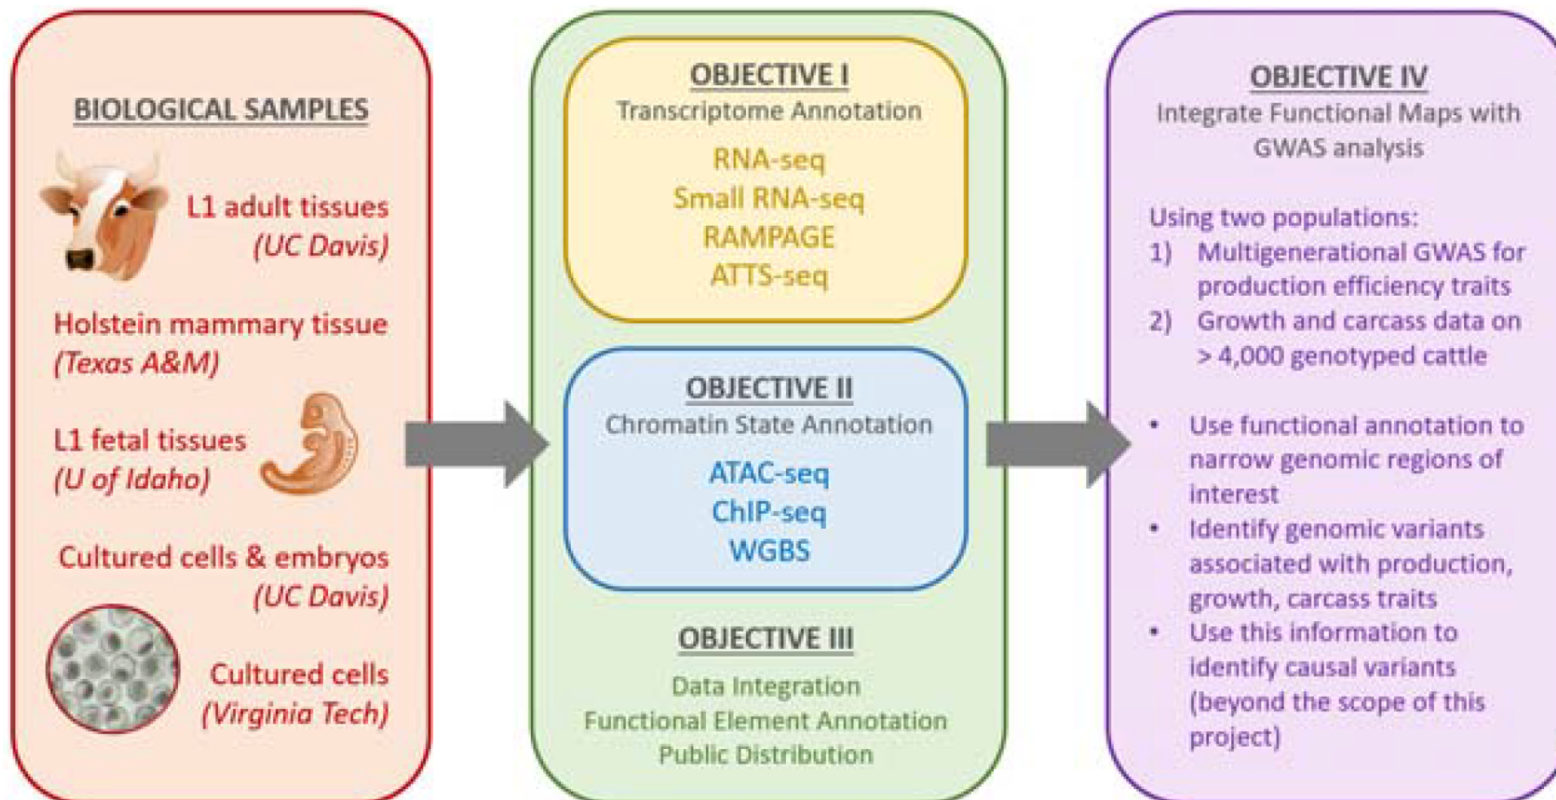 BIOLOGICAL SAMPLES
L1 adult tissues
(UC Davis)
Holstein mammary tissue
(Texas A&M)
L1 fetal tissues
(U of Idaho)
Cultured cells & embryos
(UC Davis)
Cultured cells
(Virginia Tech)
OBJECTIVE I
Transcriptome Annotation
RNA-seq
Small RNA-seq
RAMPAGE
ATTS-seq
OBJECTIVE II
Chromatin State Annotation
ATAC-seq
ChIP-seq
WGBS
OBJECTIVE III
Data Integration
Functional Element Annotation
Public Distribution
OBJECTIVE IV
Integrate Functional Maps with
GWAS analysis
Using two populations:
1) Multigenerational GWAS for
production efficiency traits
2) Growth and carcass data on
> 4,000 genotyped cattle
• Use functional annotation to
narrow genomic regions of
interest
• Identify genomic variants
associated with production,
growth, carcass traits
• Use this information to
identify causal variants
(beyond the scope of this
project)